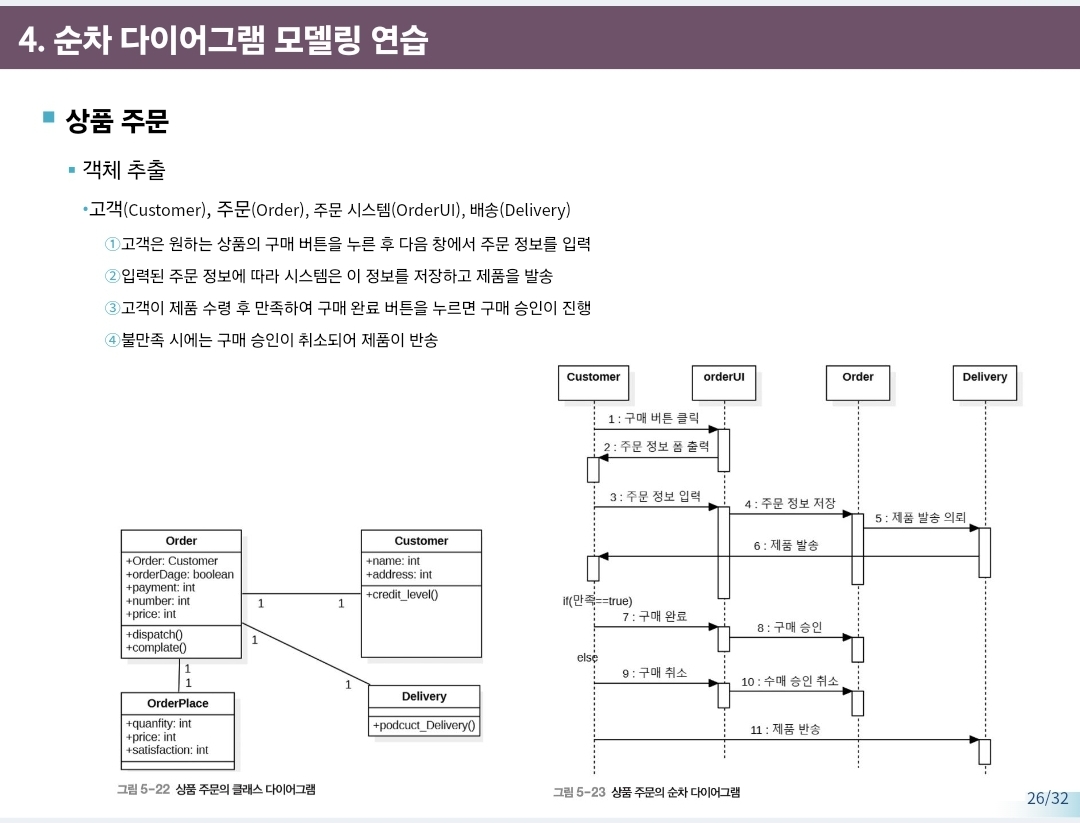 4. 순차 다이어그램 모델링 연습
상품 주문
객체 추출
•고객(Customer), 주문(Order), 주문 시스템(OrderUI), 배송(Delivery)
①고객은 원하는 상품의 구매 버튼을 누른 후 다음 창에서 주문 정보를 입력
②입력된 주문 정보에 따라 시스템은 이 정보를 저장하고 제품을 발송
③고객이 제품 수령 후 만족하여 구매 완료 버튼을 누르면 구매 승인이 진행
④불만족 시에는 구매 승인이 취소되어 제품이 반송
Order
+Order: Customer
+orderDage: boolean
+payment: int
+number: int
+price: int
+dispatch()
+complate()
Customer
+name: int
+address: int
+credit_level()
1
1
1
1
1
1
OrderPlace
+quanfity: int
+price: int
+satisfaction: int
Delivery
+podcuct_Delivery()
그림 5-22 상품 주문의 클래스 다이어그램
Customer
orderUI
Order
Delivery
1 : 구매 버튼 클릭
2 : 주문 정보 폼 출력
3 : 주문 정보 입력
4 : 주문 정보 저장
5 : 제품 발송 의뢰
6 : 제품 발송
if(만족==true)
7 : 구매 완료
8 : 구매 승인
else
9 : 구매 취소
10 : 수매 승인 취소
11 : 제품 반송
그림 5-23 상품 주문의 순차 다이어그램
26/32